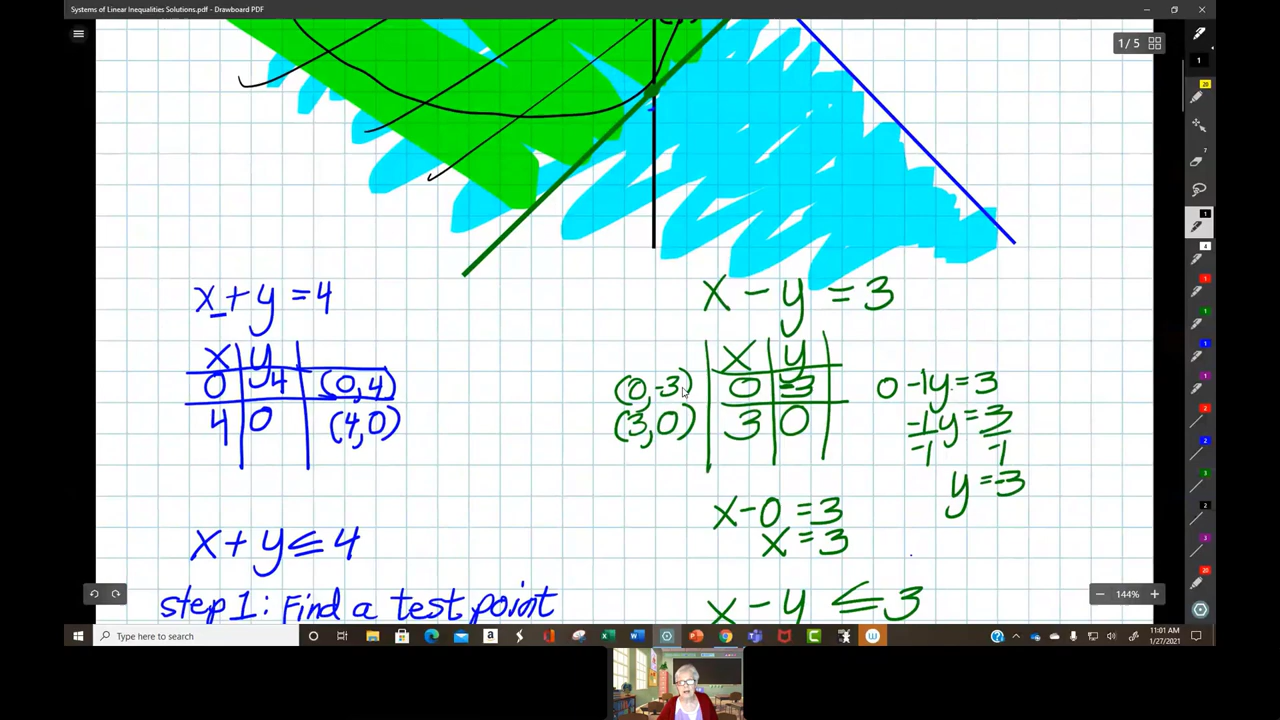 Systems of Linear Inequalities Solutions.pdf - Drawboard PDF
1 / 5
x + y = 4
x y
0 4 (0,4)
4 0 (4,0)
x + y ≤ 4
step 1: Find a test point
x - y = 3
x y
(0,-3) 0 -3
(3,0) 3 0
0 -1y = 3
-1y = 3
-1 -1
y = -3
x - 0 = 3
x = 3
x - y ≤ 3
144%
Type here to search
11:01 AM
1/27/2021